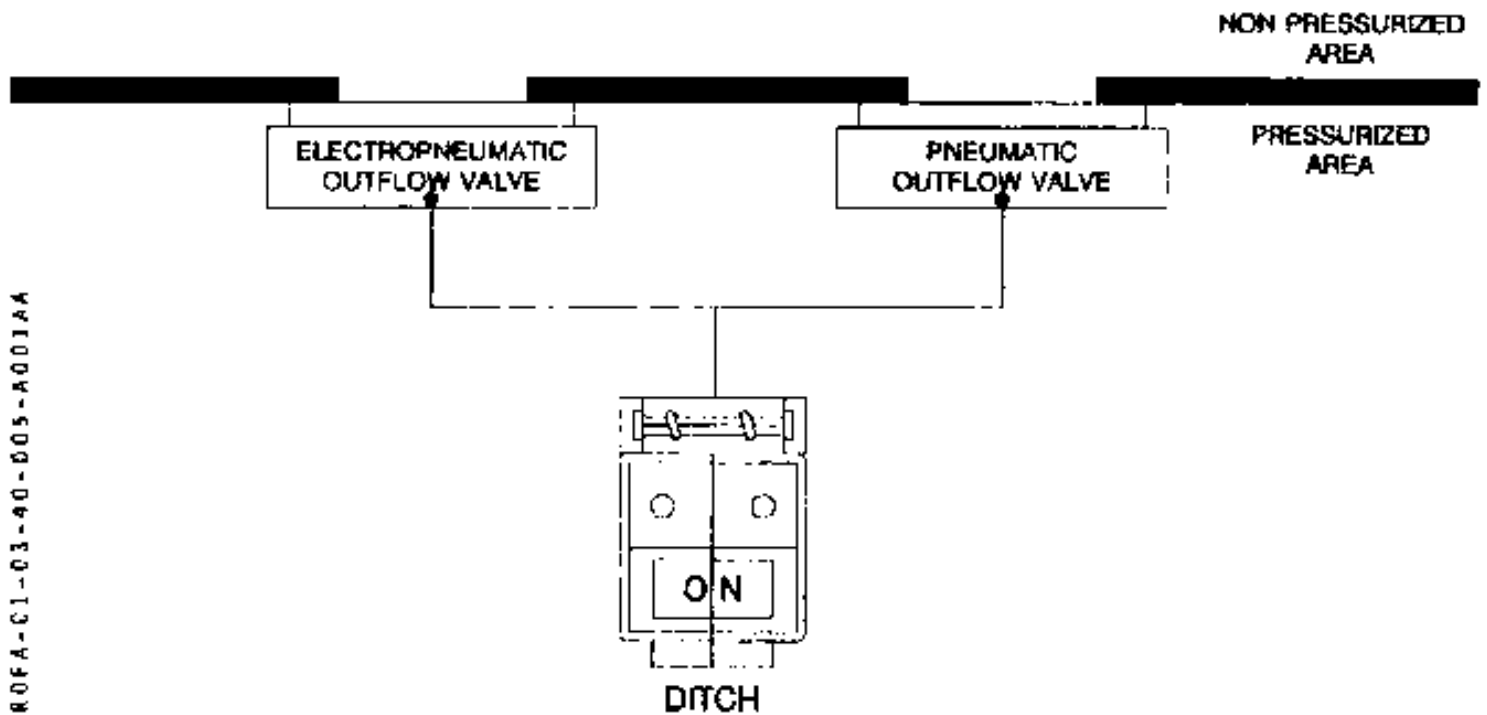 NON PRESSURIZED
AREA
ELECTROPNEUMATIC
OUTFLOW VALVE
PNEUMATIC
OUTFLOW VALVE
PRESSURIZED
AREA
ON
DITCH
R0FA-C1-03-40-005-A001AA